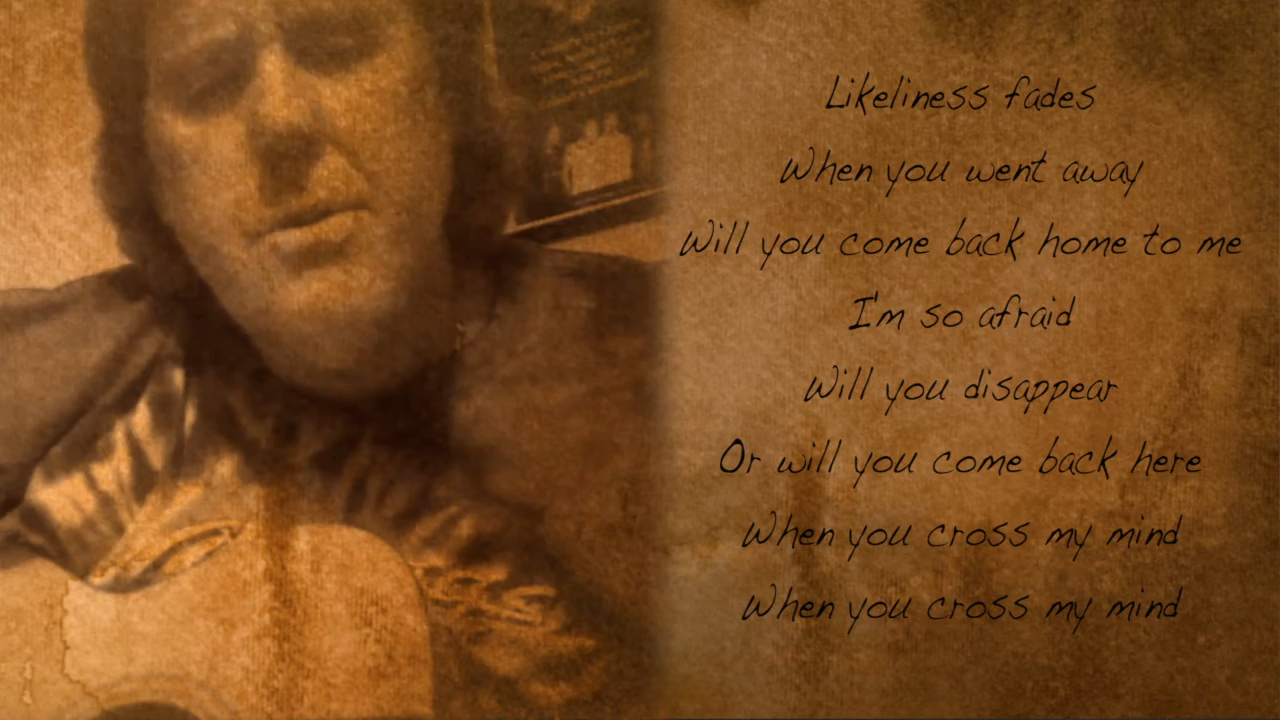 Likeliness fades
When you went away
Will you come back home to me
I'm so afraid
Will you disappear
Or will you come back here
When you cross my mind
When you cross my mind